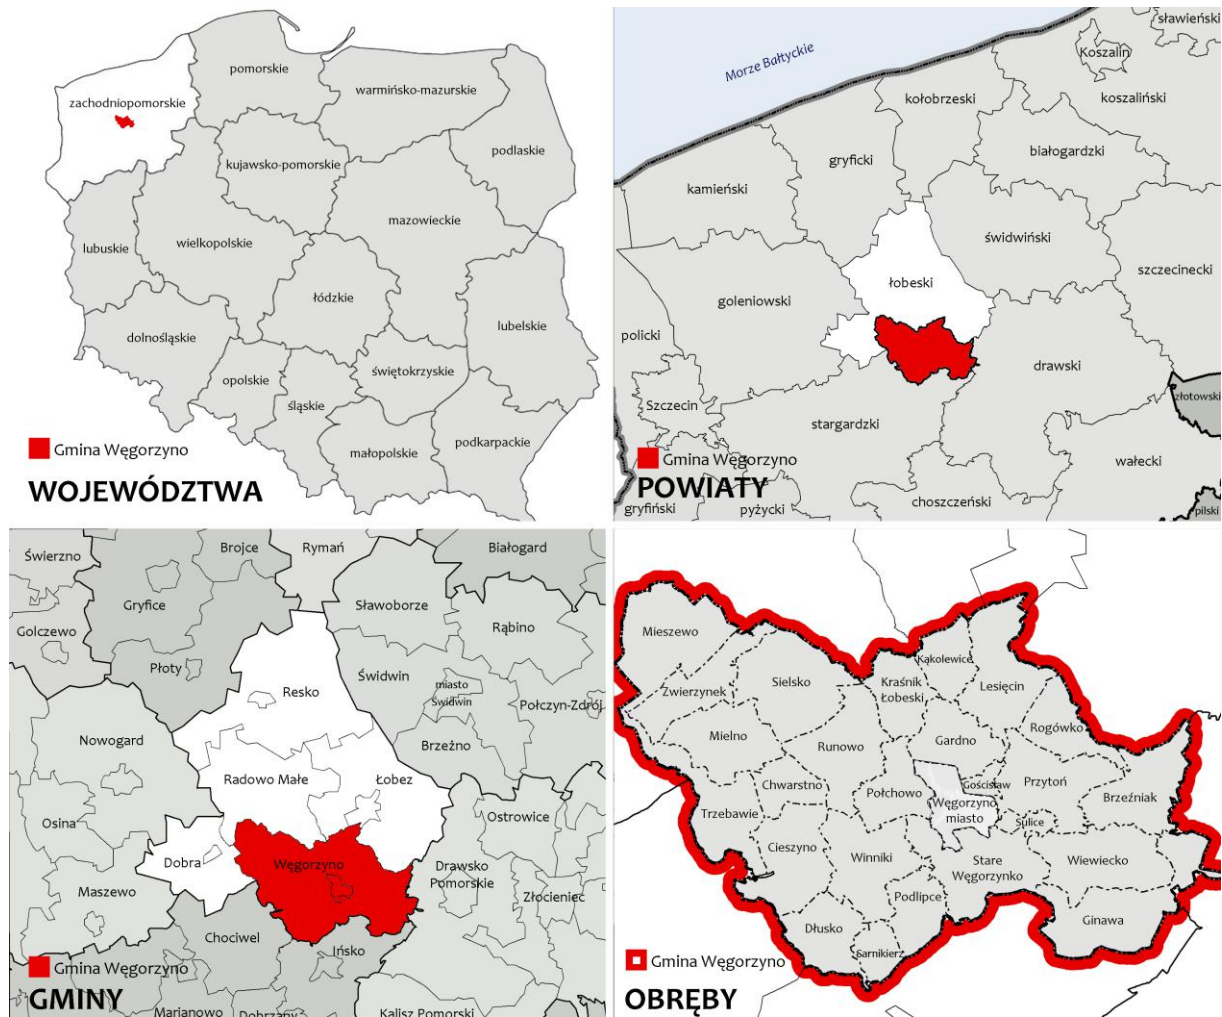 pomorskie
warmińsko-mazurskie
zachodniopomorskie
podlaskie
kujawsko-pomorskie
mazowieckie
lubuskie
wielkopolskie
łódzkie
lubelskie
dolnośląskie
opolskie
świętokrzyskie
śląskie
podkarpackie
małopolskie
Gmina Węgorzyno
WOJEWÓDZTWA
sławieński
Koszalin
Morze Bałtyckie
kołobrzeski
koszaliński
białogardzki
gryficki
kamieński
świdwiński
szczecinecki
łobeski
goleniowski
policki
drawski
złotowski
Szczecin
stargardzki
wałecki
choszczeński
gryfiński
pyżycki
pilski
Gmina Węgorzyno
POWIATY
Świerzno
Brojce
Rymań
Białogard
Gryfice
Sławoborze
Rąbino
Golczewo
Płoty
Świdwin
miasto
Świdwin
Połczyn-Zdrój
Resko
Nowogard
Brzeżno
Radowo Małe
Łobez
Osina
Ostrowice
Dobra
Węgorzyno
Drawsko
Pomorskie
Maszewo
Złocieniec
Chociwel
Ińsko
Marianowo
Dobrzany
Kalisz Pomorski
Gmina Węgorzyno
GMINY
Mieszewo
Kąkolewice
Zwierzynek
Sielsko
Kraśnik
Łobeski
Lesięcin
Rogówko
Mielno
Runowo
Gardno
Chwarstno
Połchowo
Gościsław
Przytoń
Brzeźniak
Trzebawie
Węgorzyno
miasto
Sulice
Cieszyno
Winniki
Stare
Węgorzynko
Wiewiecko
Podlipce
Ginawa
Dłusko
Sarnikierz
Gmina Węgorzyno
OBRĘBY